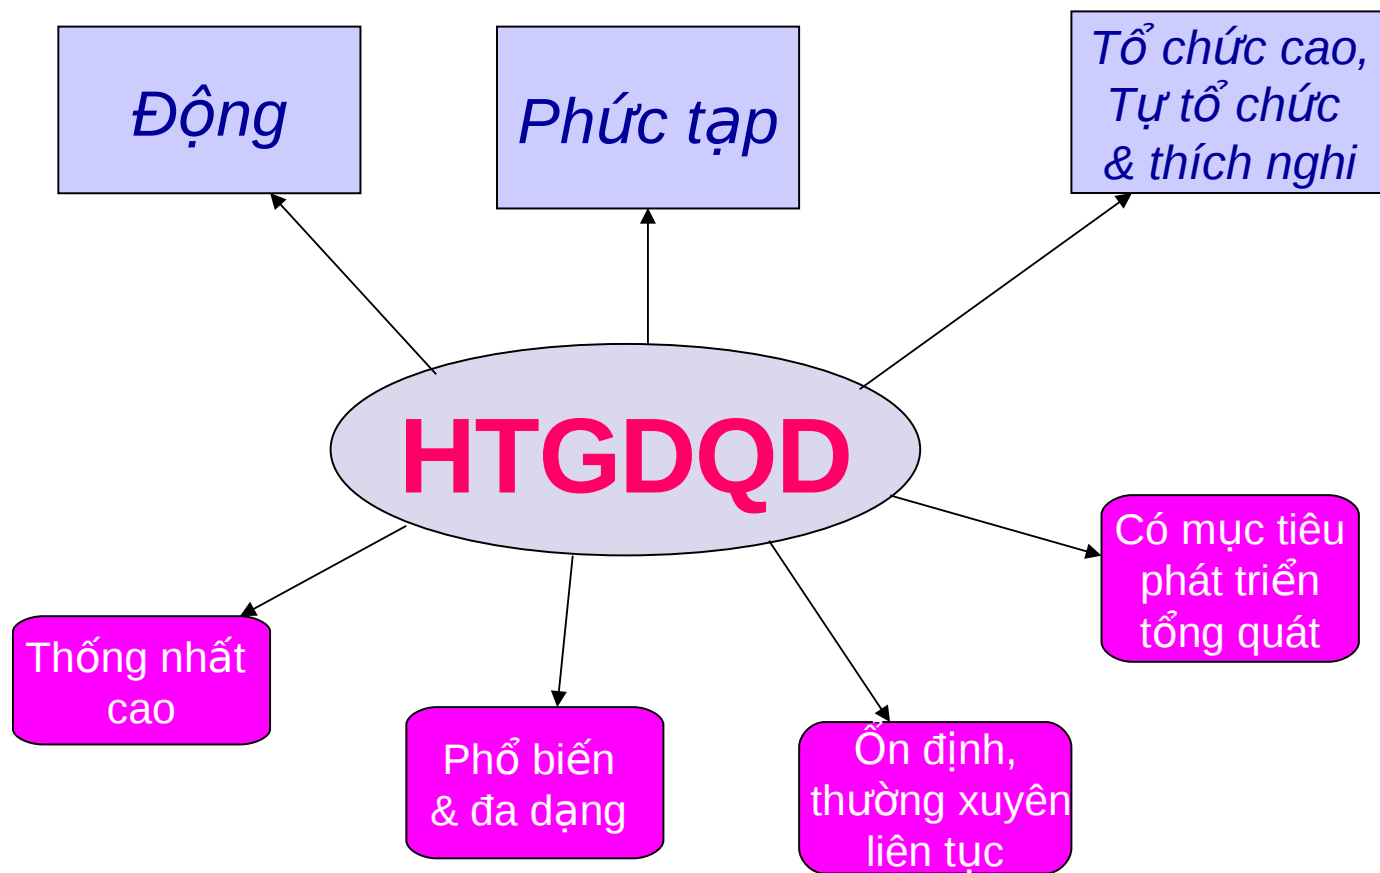 Động
Phức tạp
Tổ chức cao,
Tự tổ chức
& thích nghi
HTGDQD
Có mục tiêu
phát triển
tổng quát
Thống nhất
cao
Phổ biến
& đa dạng
Ổn định,
thường xuyên
liên tục